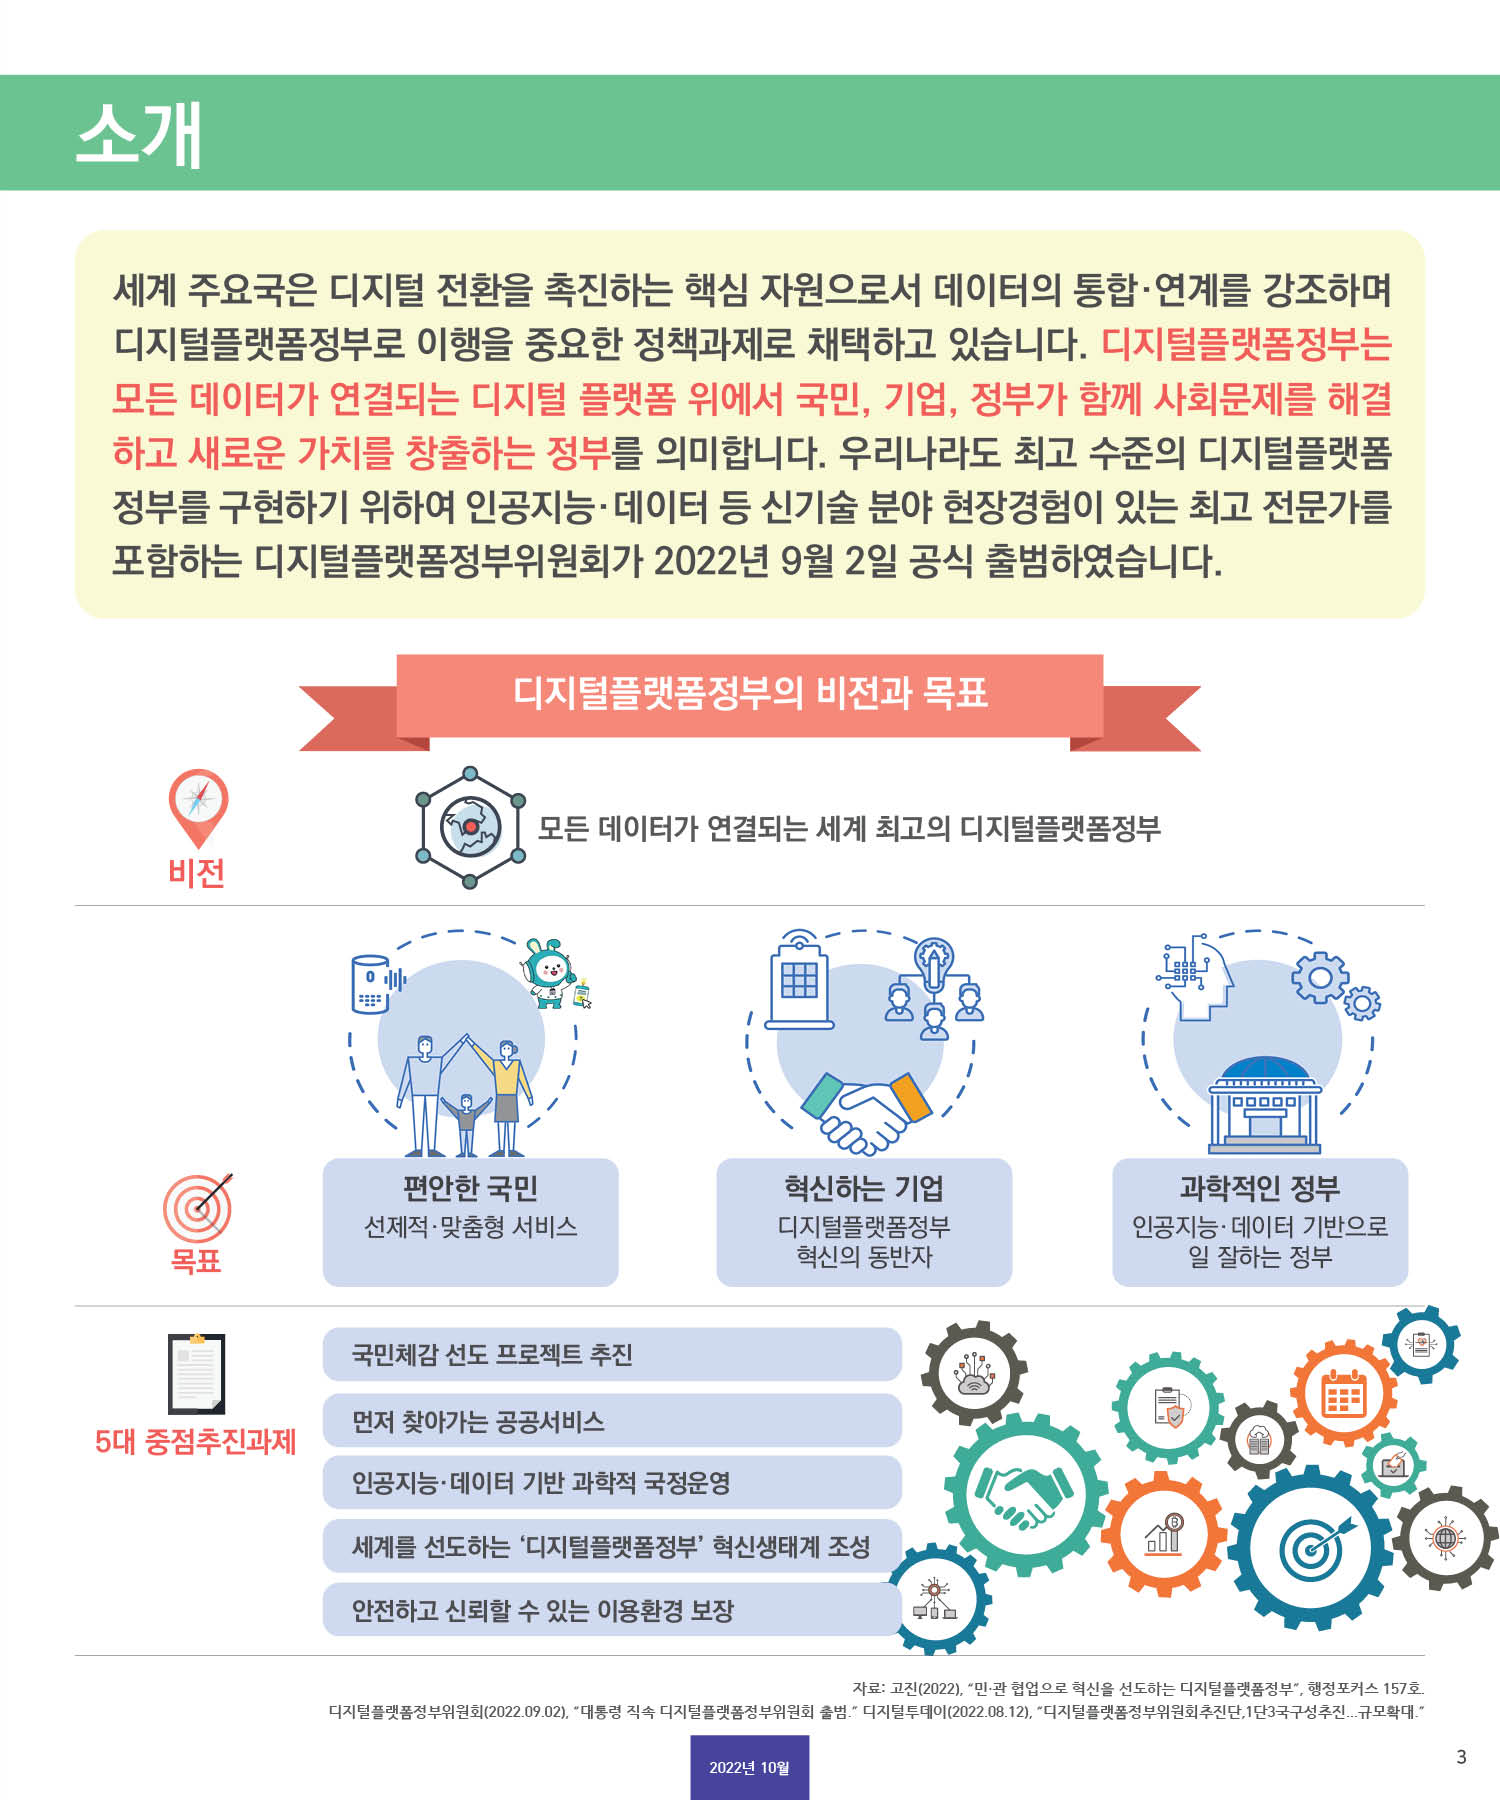 소개
세계 주요국은 디지털 전환을 촉진하는 핵심 자원으로서 데이터의 통합·연계를 강조하며
디지털플랫폼정부로 이행을 중요한 정책과제로 채택하고 있습니다. 디지털플랫폼정부는
모든 데이터가 연결되는 디지털 플랫폼 위에서 국민, 기업, 정부가 함께 사회문제를 해결
하고 새로운 가치를 창출하는 정부를 의미합니다. 우리나라도 최고 수준의 디지털플랫폼
정부를 구현하기 위하여 인공지능·데이터 등 신기술 분야 현장경험이 있는 최고 전문가를
포함하는 디지털플랫폼정부위원회가 2022년 9월 2일 공식 출범하였습니다.
디지털플랫폼정부의 비전과 목표
비전
모든 데이터가 연결되는 세계 최고의 디지털플랫폼정부
목표
편안한 국민
선제적·맞춤형 서비스
혁신하는 기업
디지털플랫폼정부
혁신의 동반자
과학적인 정부
인공지능·데이터 기반으로
일 잘하는 정부
5대 중점추진과제
국민체감 선도 프로젝트 추진
먼저 찾아가는 공공서비스
인공지능·데이터 기반 과학적 국정운영
세계를 선도하는 ‘디지털플랫폼정부’ 혁신생태계 조성
안전하고 신뢰할 수 있는 이용환경 보장
자료: 고진(2022), “민·관 협업으로 혁신을 선도하는 디지털플랫폼정부”, 행정포커스 157호.
디지털플랫폼정부위원회(2022.09.02), “대통령 직속 디지털플랫폼정부위원회 출범.” 디지털투데이(2022.08.12), “디지털플랫폼정부위원회추진단,1단3국구성추진...규모확대.”
2022년 10월
3